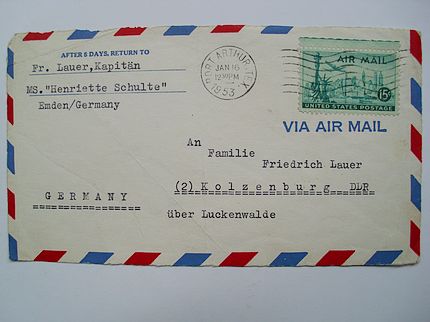 AFTER 5 DAYS, RETURN TO
Fr. Lauer,Kapitän
MS."Henriette Schulte"
Emden/Germany
PORT ARTHUR, TEX.
JAN 16
12 PM
1953
AIR MAIL
15¢
UNITED STATES POSTAGE
VIA AIR MAIL
An
Familie
Friedrich Lauer
(2) Kolzenburg DDR
über Luckenwalde
GERMANY